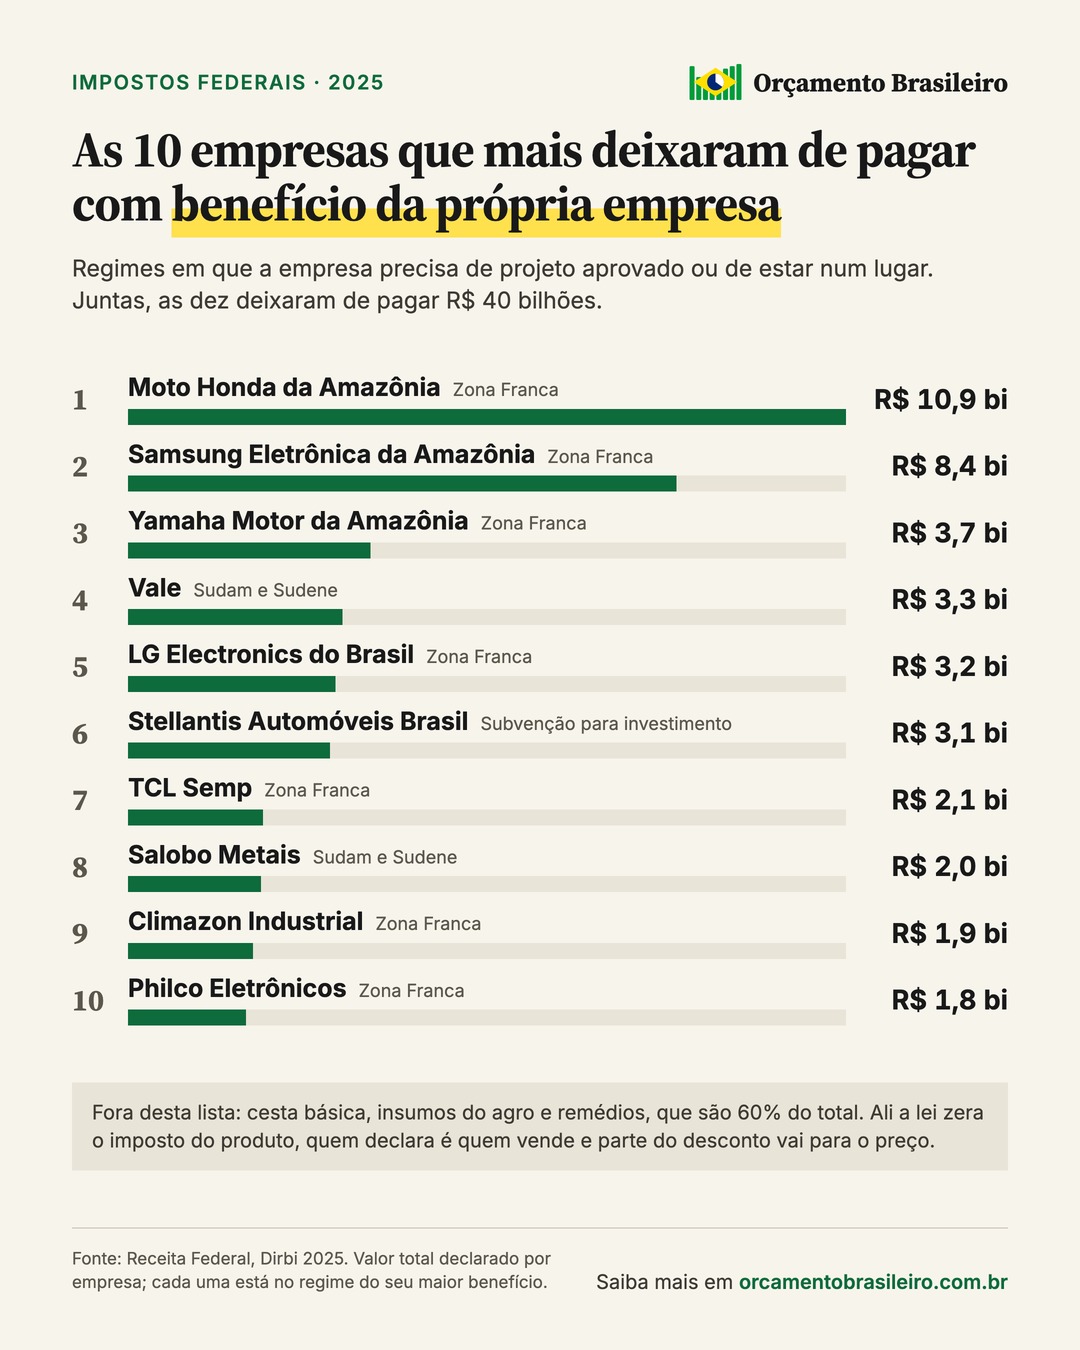 IMPOSTOS FEDERAIS · 2025
Orçamento Brasileiro
As 10 empresas que mais deixaram de pagar
com benefício da própria empresa
Regimes em que a empresa precisa de projeto aprovado ou de estar num lugar.
Juntas, as dez deixaram de pagar R$ 40 bilhões.
1 Moto Honda da Amazônia Zona Franca R$ 10,9 bi
2 Samsung Eletrônica da Amazônia Zona Franca R$ 8,4 bi
3 Yamaha Motor da Amazônia Zona Franca R$ 3,7 bi
4 Vale Sudam e Sudene R$ 3,3 bi
5 LG Electronics do Brasil Zona Franca R$ 3,2 bi
6 Stellantis Automóveis Brasil Subvenção para investimento R$ 3,1 bi
7 TCL Semp Zona Franca R$ 2,1 bi
8 Salobo Metais Sudam e Sudene R$ 2,0 bi
9 Climazon Industrial Zona Franca R$ 1,9 bi
10 Philco Eletrônicos Zona Franca R$ 1,8 bi
Fora desta lista: cesta básica, insumos do agro e remédios, que são 60% do total. Ali a lei zera
o imposto do produto, quem declara é quem vende e parte do desconto vai para o preço.
Fonte: Receita Federal, Dirbi 2025. Valor total declarado por
empresa; cada uma está no regime do seu maior benefício.
Saiba mais em orcamentobrasileiro.com.br